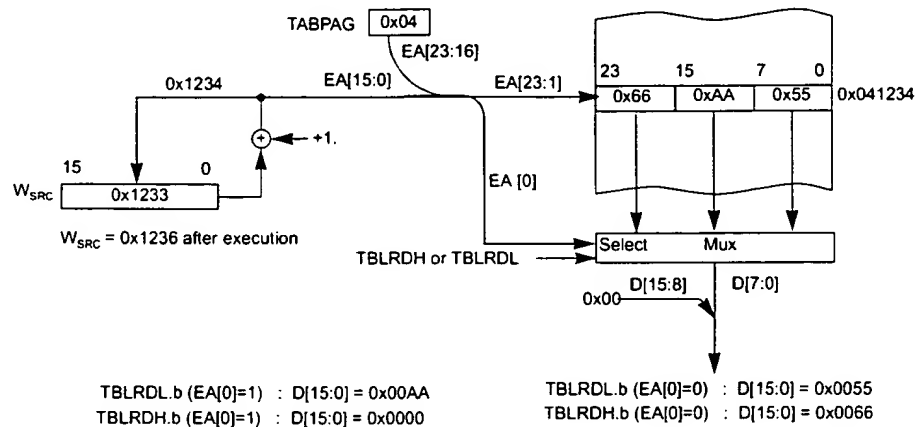 TABPAG 0x04
EA[23:16]
0x1234
EA[15:0]
EA[23:1]
23 15 7 0
0x66 0xAA 0x55 0x041234
+
+1.
15 0
WSRC 0x1233
EA [0]
WSRC = 0x1236 after execution
Select Mux
TBLRDH or TBLRDL
0x00 D[15:8] D[7:0]
TBLRDL.b (EA[0]=1) : D[15:0] = 0x00AA
TBLRDH.b (EA[0]=1) : D[15:0] = 0x0000
TBLRDL.b (EA[0]=0) : D[15:0] = 0x0055
TBLRDH.b (EA[0]=0) : D[15:0] = 0x0066